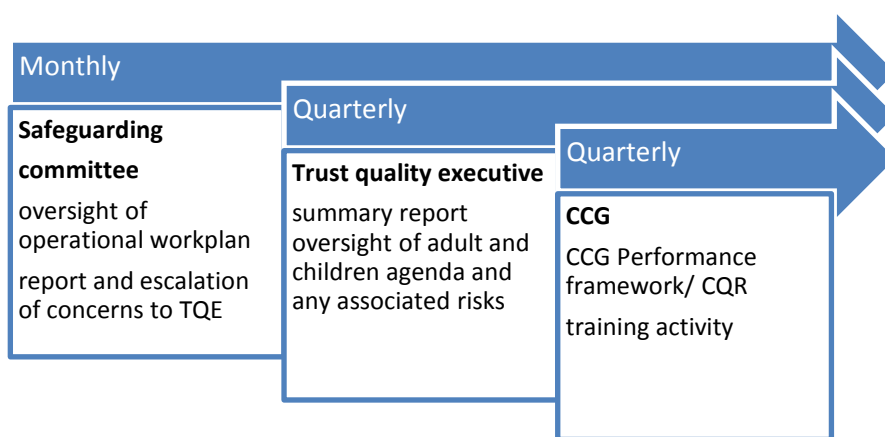 Monthly
Safeguarding
committee
oversight of
operational workplan
report and escalation
of concerns to TQE
Quarterly
Trust quality executive
summary report
oversight of adult and
children agenda and
any associated risks
Quarterly
CCG
CCG Performance
framework/ CQR
training activity